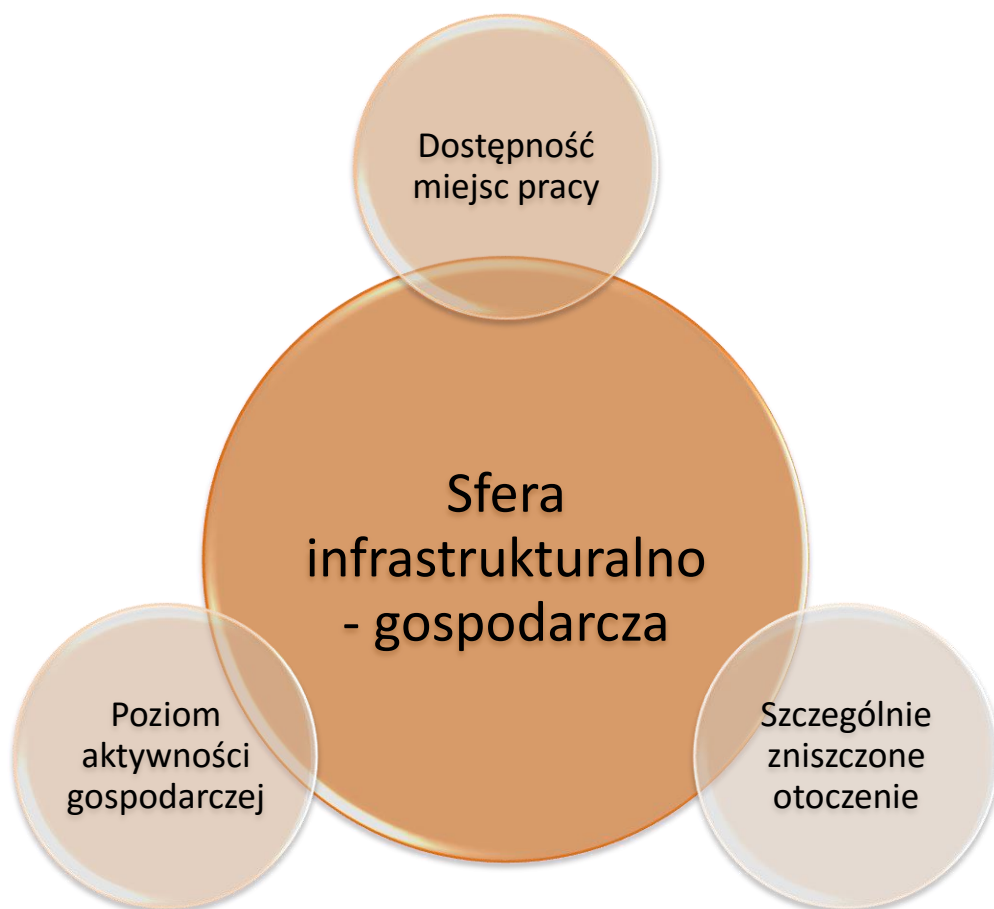 Dostępność
miejsc pracy
Sfera
infrastrukturalno
- gospodarcza
Poziom
aktywności
gospodarczej
Szczególnie
zniszczone
otoczenie